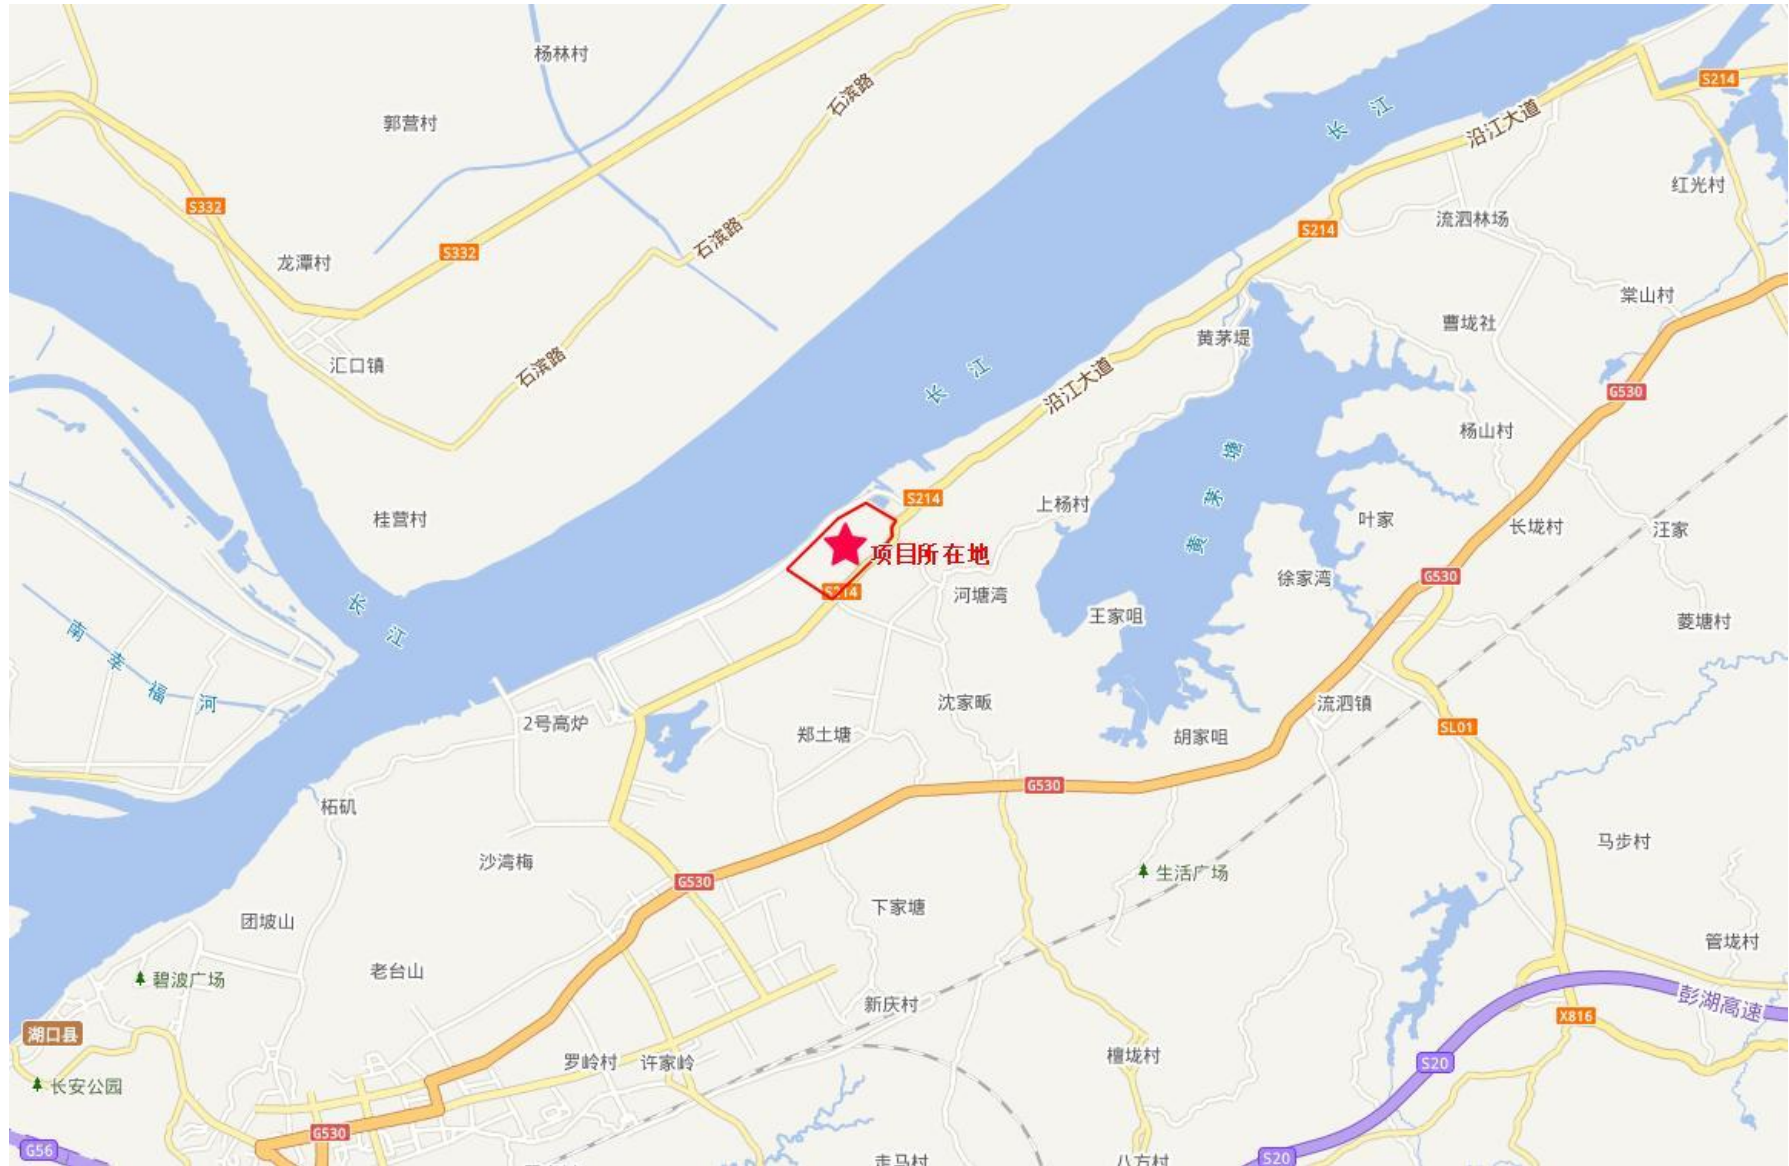 杨林村
S214
石滨路
长江
郭营村
沿江大道
红光村
S332
流泗林场
S214
石滨路
S332
龙潭村
棠山村
曹垅社
黄茅堤
汇口镇
石滨路
长江
沿江大道
G530
杨山村
黄茅塘
S214
上杨村
桂营村
叶家
长垅村
汪家
项目所在地
G530
徐家湾
S214
河塘湾
长江
王家咀
菱塘村
南幸福河
沈家畈
流泗镇
2号高炉
SL01
郑土塘
胡家咀
G530
柘矶
马步村
沙湾梅
生活广场
G530
下家塘
团坡山
管垅村
老台山
碧波广场
彭湖高速
新庆村
X816
湖口县
檀垅村
罗岭村
许家岭
S20
长安公园
G530
G56
S20
走马村
八方村